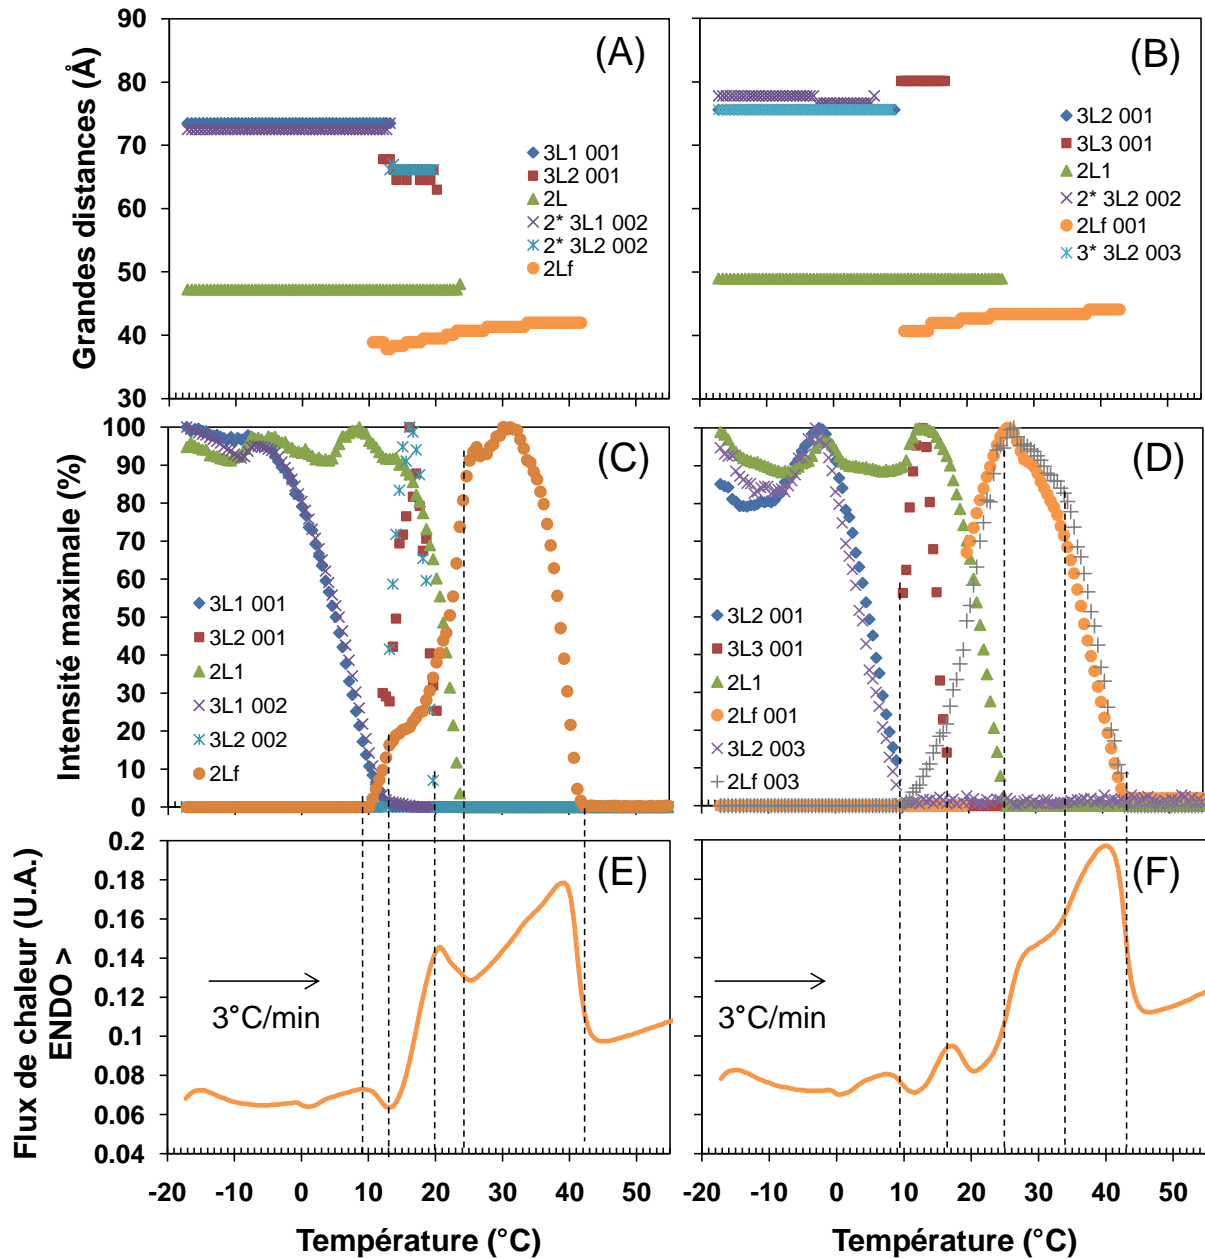 Grandes distances (Å)
90
80
70
60
50
40
30
(A)
3L1 001
3L2 001
2L
2* 3L1 002
2* 3L2 002
2Lf
(B)
3L2 001
3L3 001
2L1
2* 3L2 002
2Lf 001
3* 3L2 003
Intensité maximale (%)
100
90
80
70
60
50
40
30
20
10
0
(C)
3L1 001
3L2 001
2L1
3L1 002
3L2 002
2Lf
(D)
3L2 001
3L3 001
2L1
2Lf 001
3L2 003
2Lf 003
Flux de chaleur (U.A.)
ENDO >
0.2
0.18
0.16
0.14
0.12
0.1
0.08
0.06
0.04
(E)
3°C/min
(F)
3°C/min
-20 -10 0 10 20 30 40 50
-20 -10 0 10 20 30 40 50
Température (°C)
Température (°C)